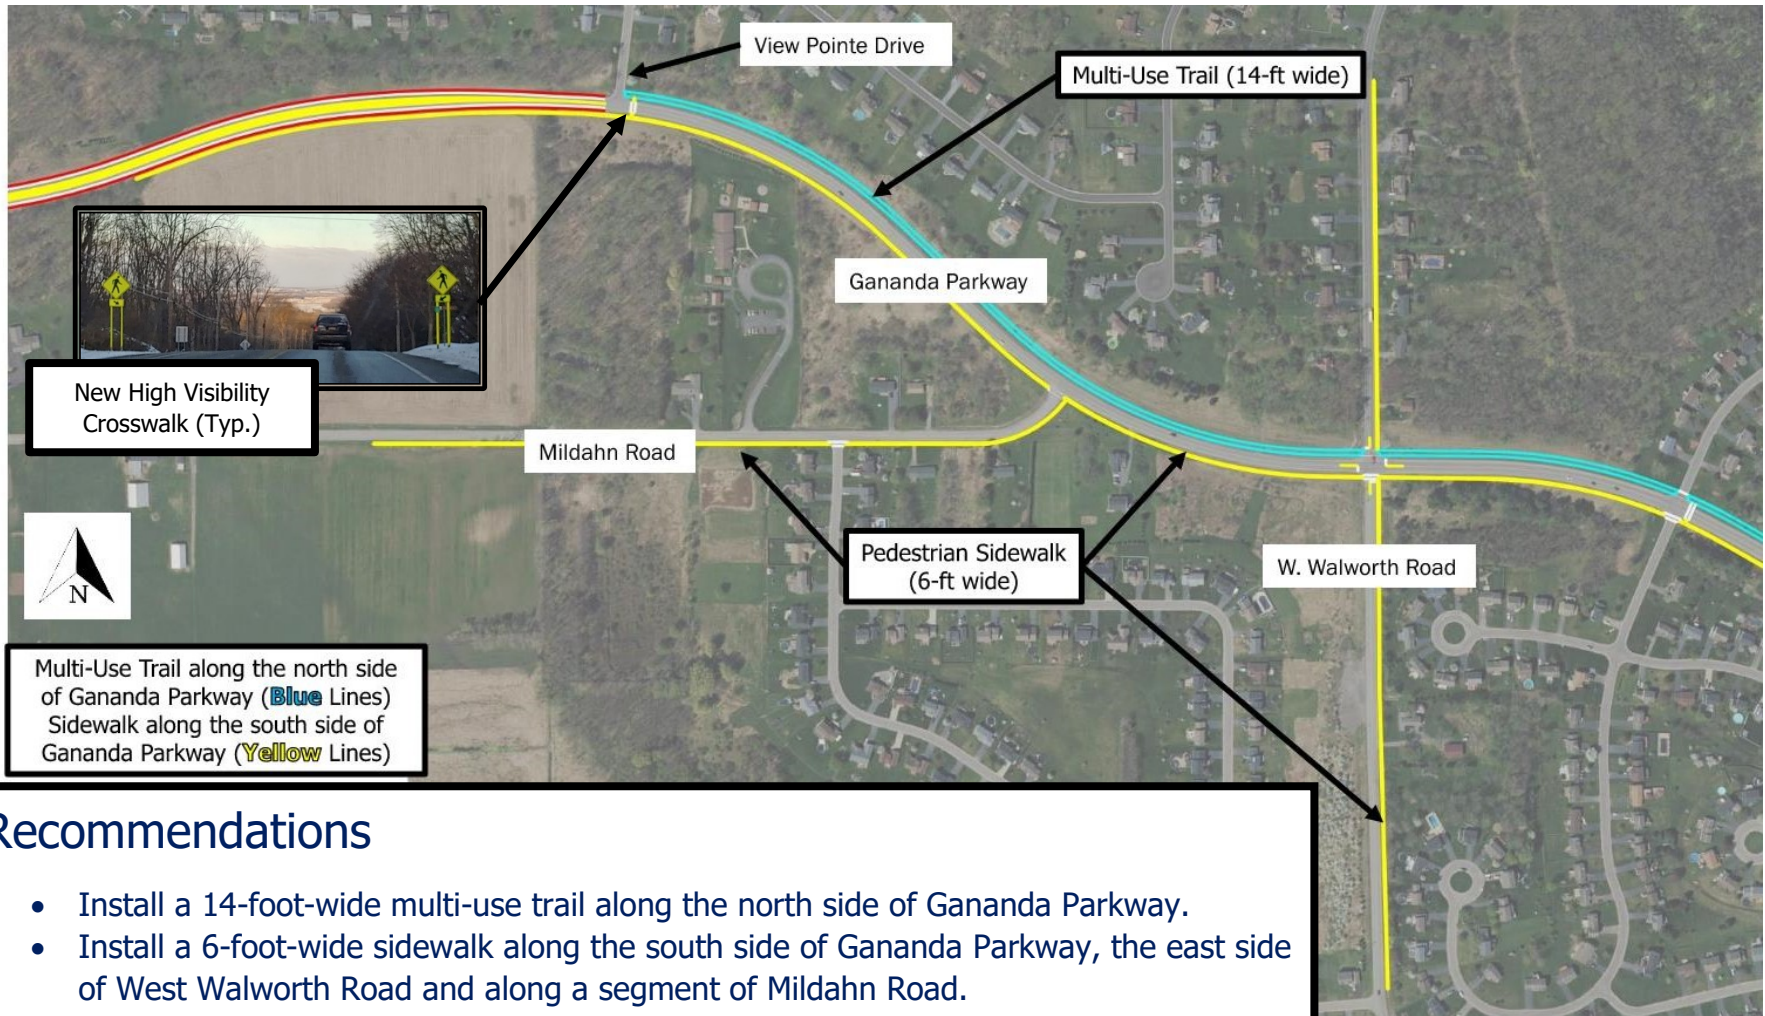 View Pointe Drive
Multi-Use Trail (14-ft wide)
Gananda Parkway
New High Visibility
Crosswalk (Typ.)
Mildahn Road
Pedestrian Sidewalk
(6-ft wide)
W. Walworth Road
N
Multi-Use Trail along the north side
of Gananda Parkway (Blue Lines)
Sidewalk along the south side of
Gananda Parkway (Yellow Lines)
Recommendations
• Install a 14-foot-wide multi-use trail along the north side of Gananda Parkway.
• Install a 6-foot-wide sidewalk along the south side of Gananda Parkway, the east side
of West Walworth Road and along a segment of Mildahn Road.